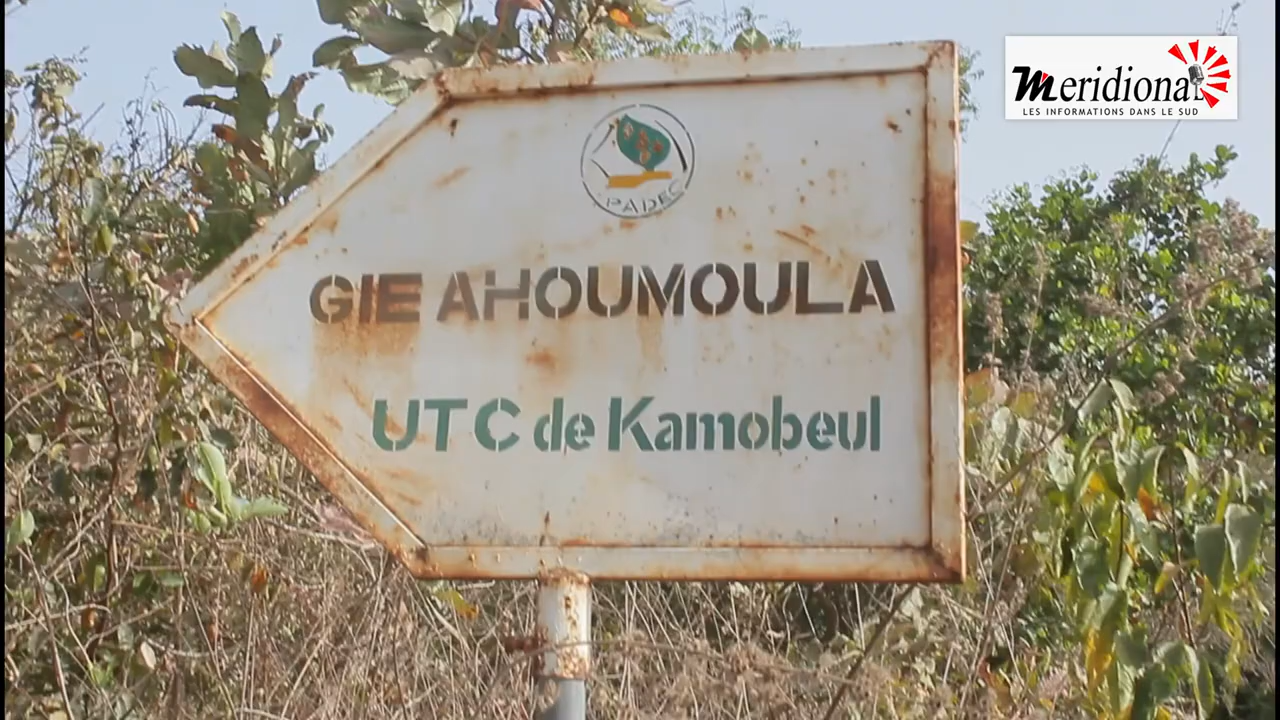 Meridional
LES INFORMATIONS DANS LE SUD
PADEC
GIE AHOUMOULA
UTC de Kamobeul